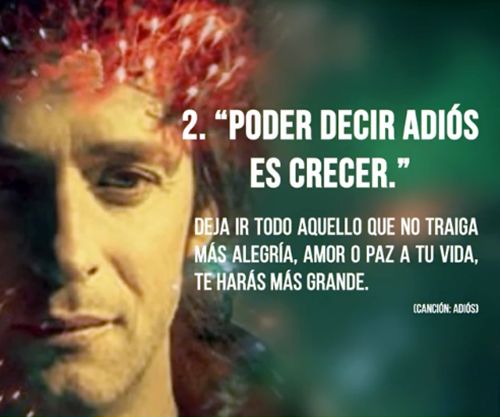 2. “PODER DECIR ADIÓS
ES CRECER.”
DEJA IR TODO AQUELLO QUE NO TRAIGA
MÁS ALEGRÍA, AMOR O PAZ A TU VIDA,
TE HARÁS MÁS GRANDE.
(CANCIÓN: ADIÓS)